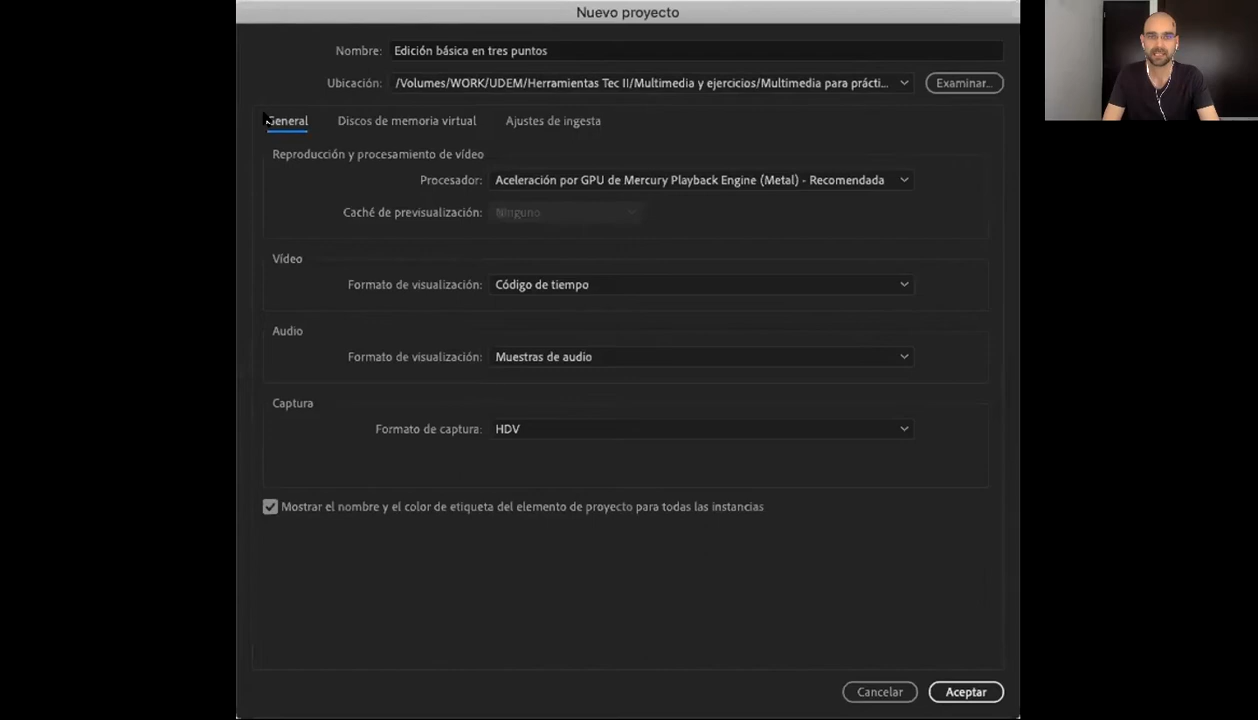 Nuevo proyecto
Nombre: Edición básica en tres puntos
Ubicación: /Volumes/WORK/UDEM/Herramientas Tec II/Multimedia y ejercicios/Multimedia para prácti... Examinar...
General Discos de memoria virtual Ajustes de ingesta
Reproducción y procesamiento de vídeo
Procesador: Aceleración por GPU de Mercury Playback Engine (Metal) - Recomendada
Caché de previsualización: Ninguno
Vídeo
Formato de visualización: Código de tiempo
Audio
Formato de visualización: Muestras de audio
Captura
Formato de captura: HDV
Mostrar el nombre y el color de etiqueta del elemento de proyecto para todas las instancias
Cancelar Aceptar